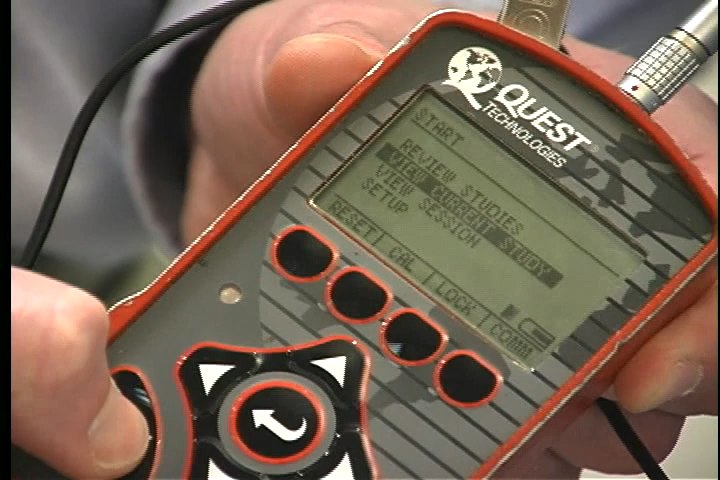 QUEST
TECHNOLOGIES
START
REVIEW STUDIES
VIEW CURRENT STUDY
VIEW SESSION
SETUP
RESET| CAL |LOCK |COMM